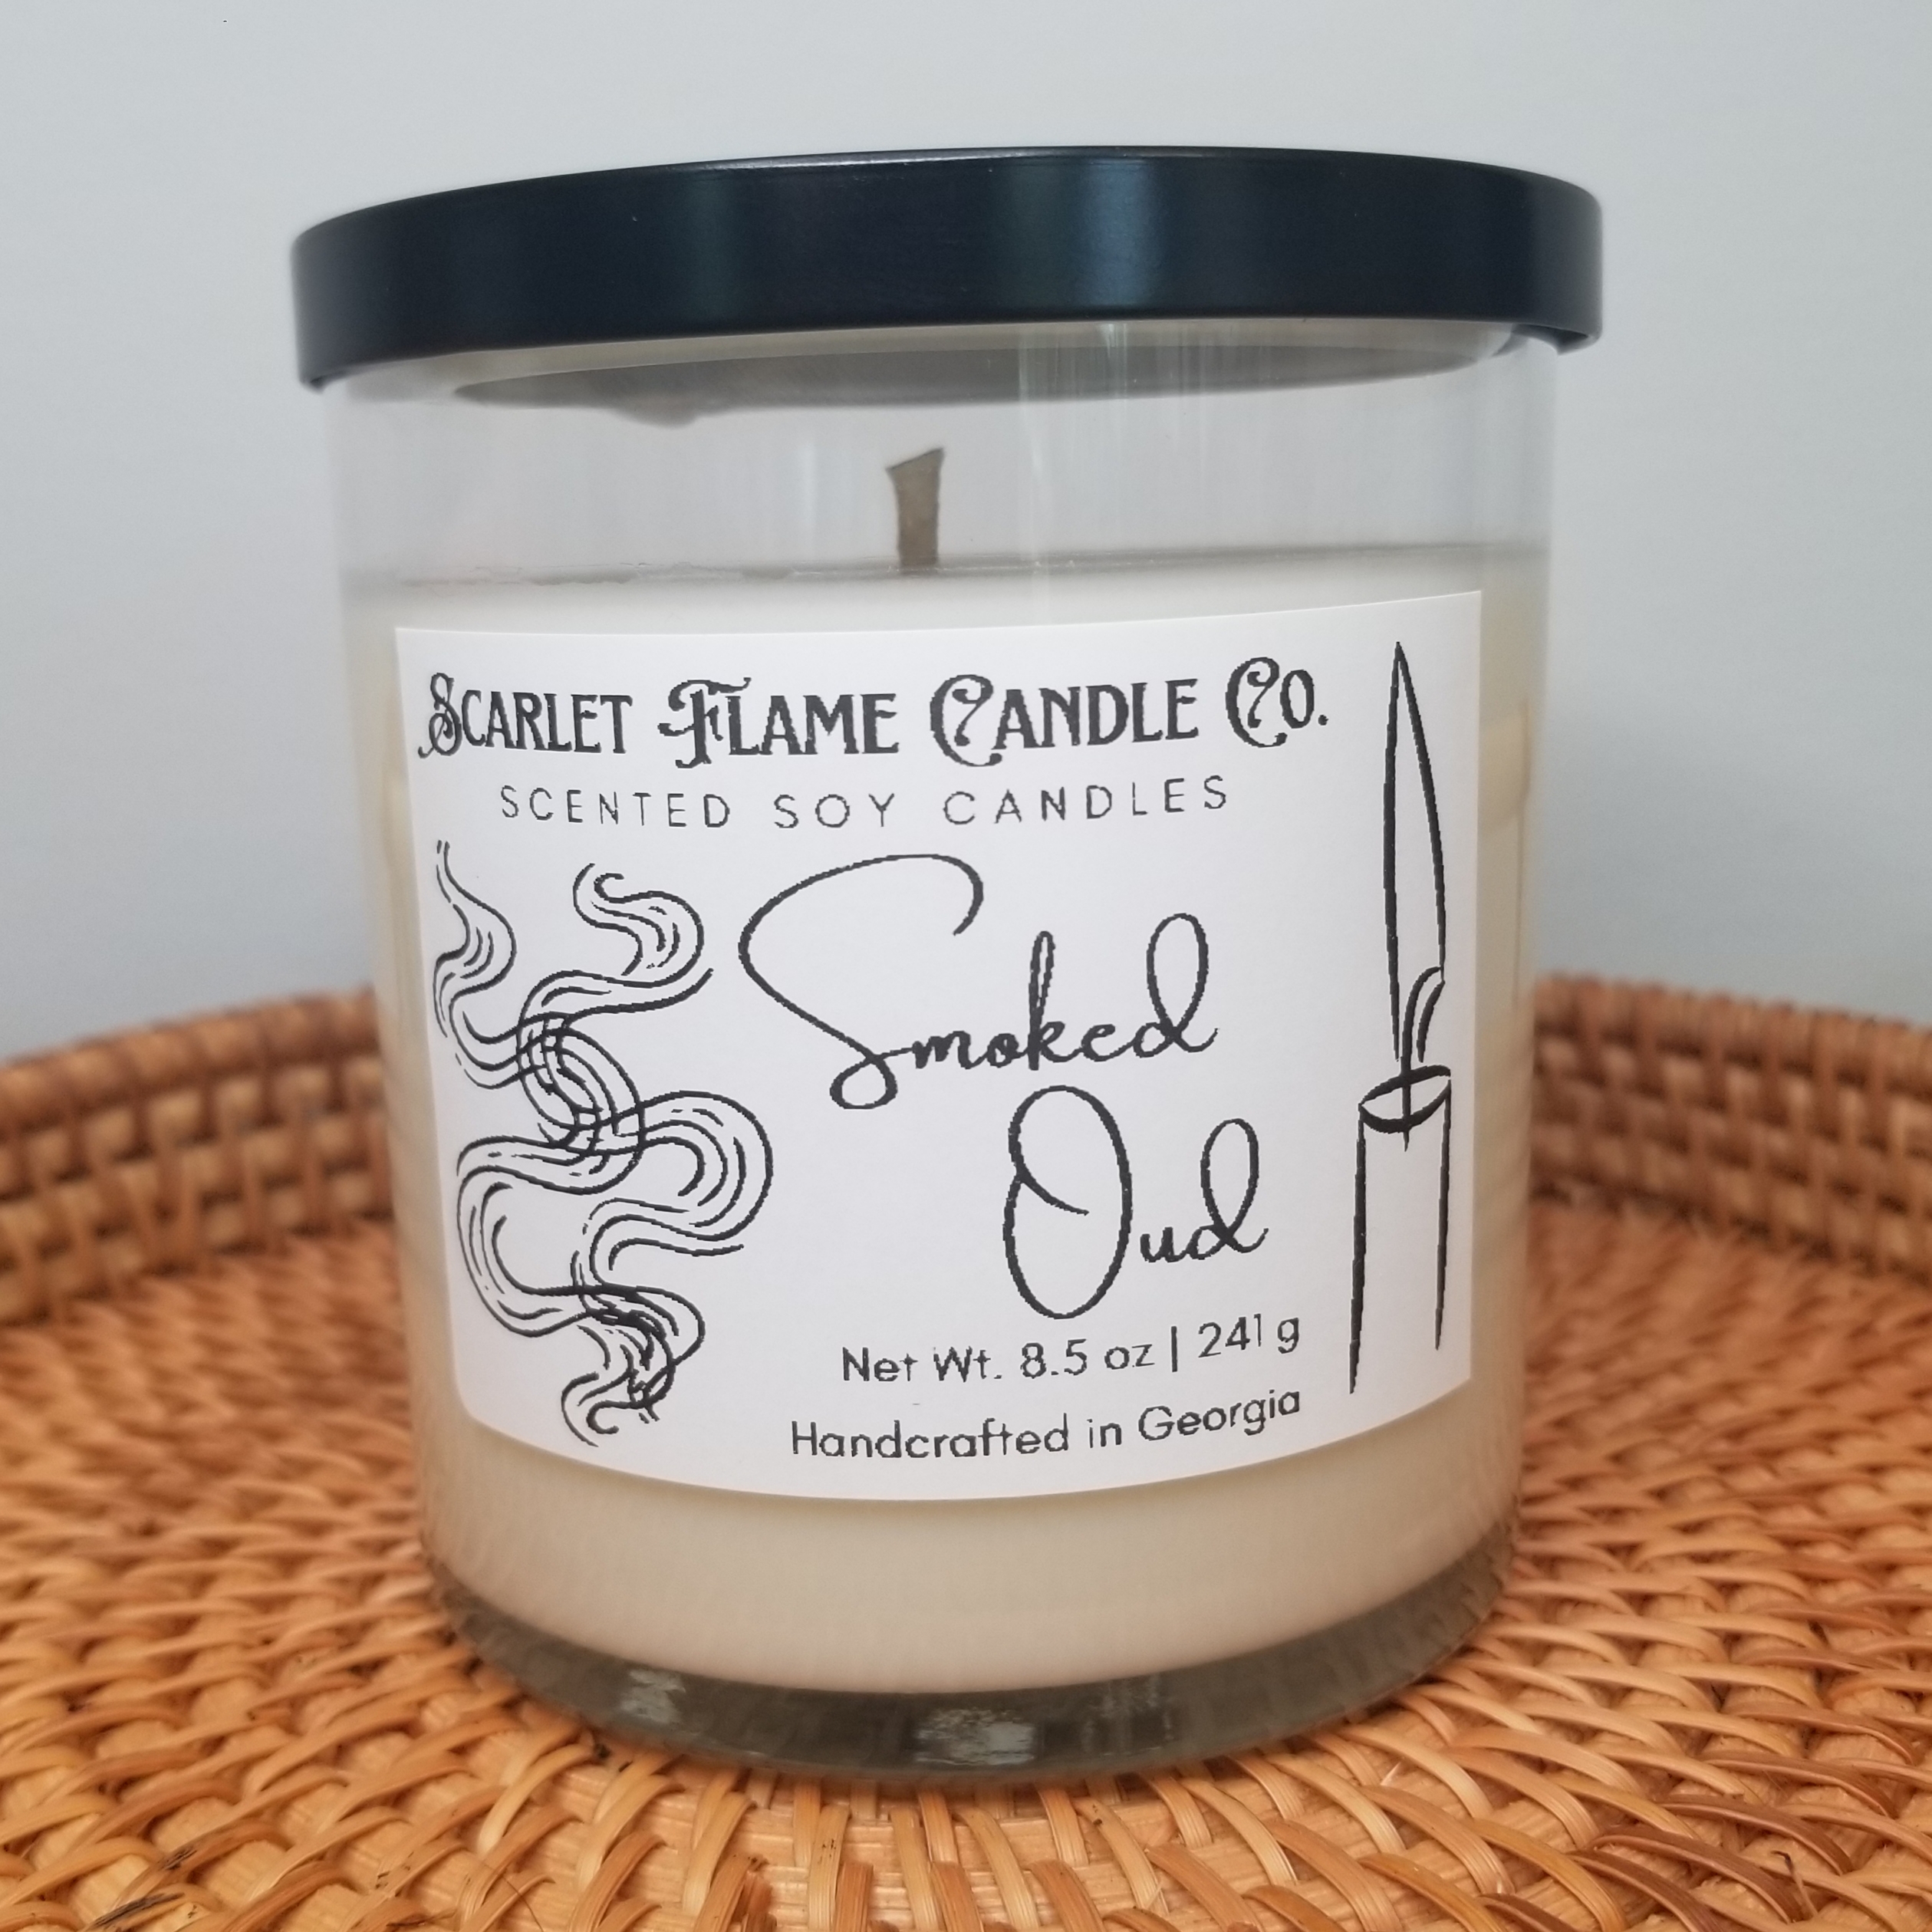 Scarlet Flame Candle Co.
SCENTED SOY CANDLES
Smoked
Oud
Net Wt. 8.5 oz | 241 g
Handcrafted in Georgia